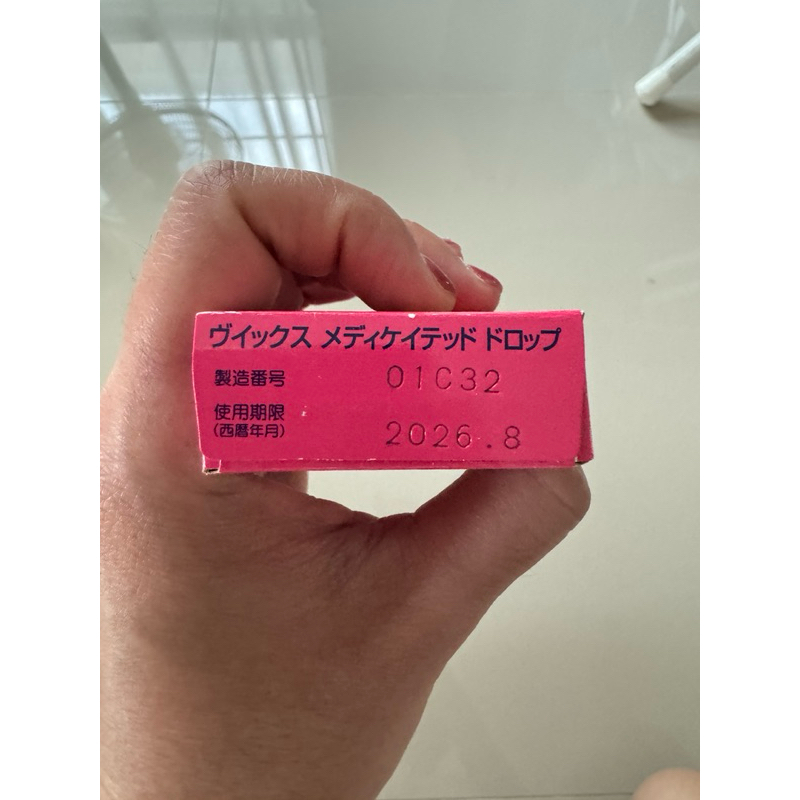 ヴイックス メディケイテッド ドロップ
製造番号 01C32
使用期限
(西暦年月) 2026.8